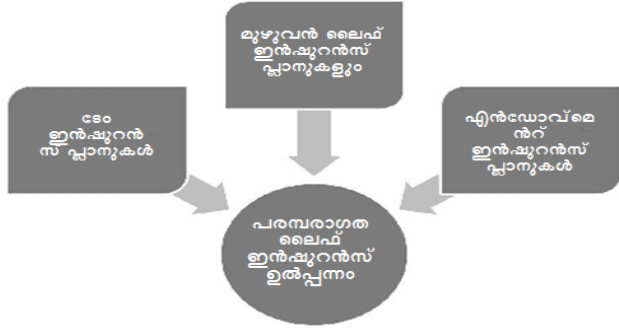 മുഴുവൻ ലൈഫ്
ഇൻഷുറൻസ്
പ്ലാനുകളും
ടേം
ഇൻഷുറൻ
സ് പ്ലാനുകൾ
എൻഡോവ്മെ
ൻറ്
ഇൻഷുറൻസ്
പ്ലാനുകൾ
പരമ്പരാഗത
ലൈഫ്
ഇൻഷുറൻസ്
ഉൽപ്പന്നം